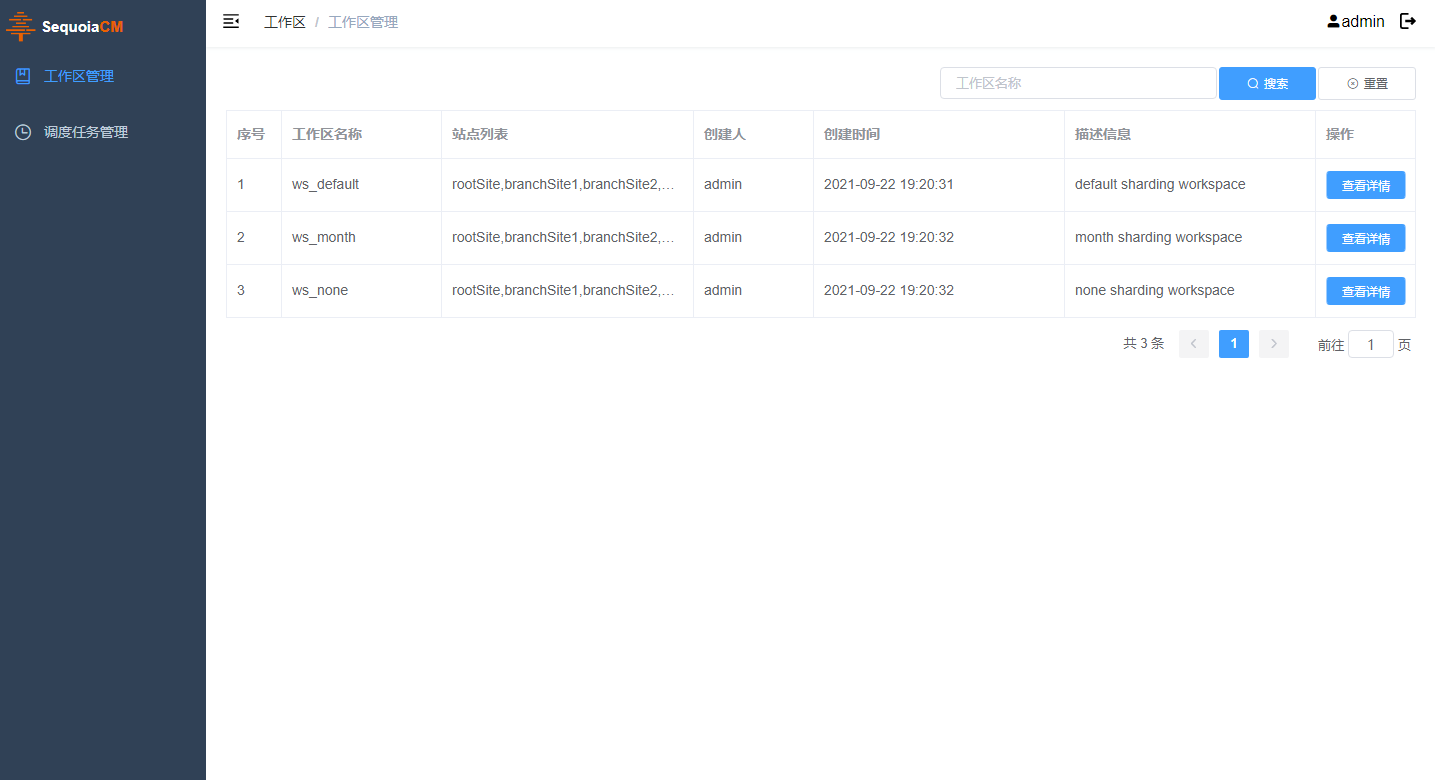 SequoiaCM
工作区管理
调度任务管理
工作区 / 工作区管理
admin
工作区名称
搜索
重置
序号 工作区名称 站点列表 创建人 创建时间 描述信息 操作
1 ws_default rootSite,branchSite1,branchSite2,... admin 2021-09-22 19:20:31 default sharding workspace 查看详情
2 ws_month rootSite,branchSite1,branchSite2,... admin 2021-09-22 19:20:32 month sharding workspace 查看详情
3 ws_none rootSite,branchSite1,branchSite2,... admin 2021-09-22 19:20:32 none sharding workspace 查看详情
共 3 条 1 前往 1 页